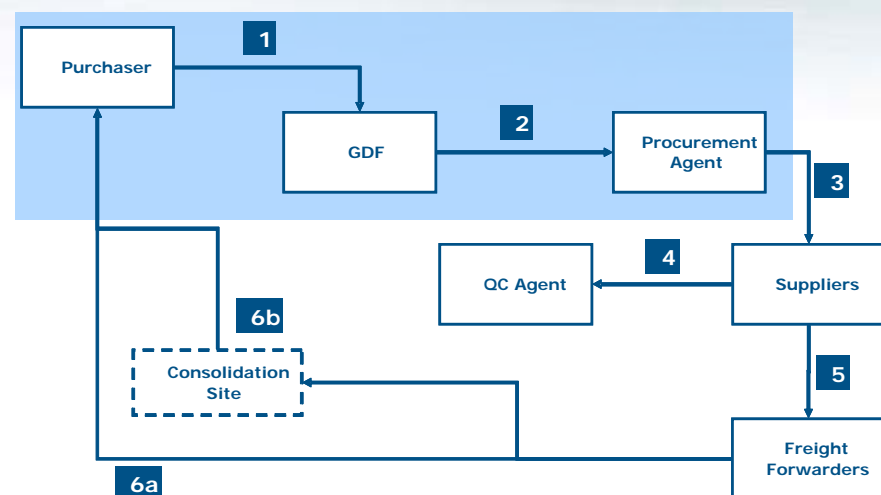 1
Purchaser
2
GDF
Procurement
Agent
3
4
QC Agent
Suppliers
6b
Consolidation
Site
5
Freight
Forwarders
6a